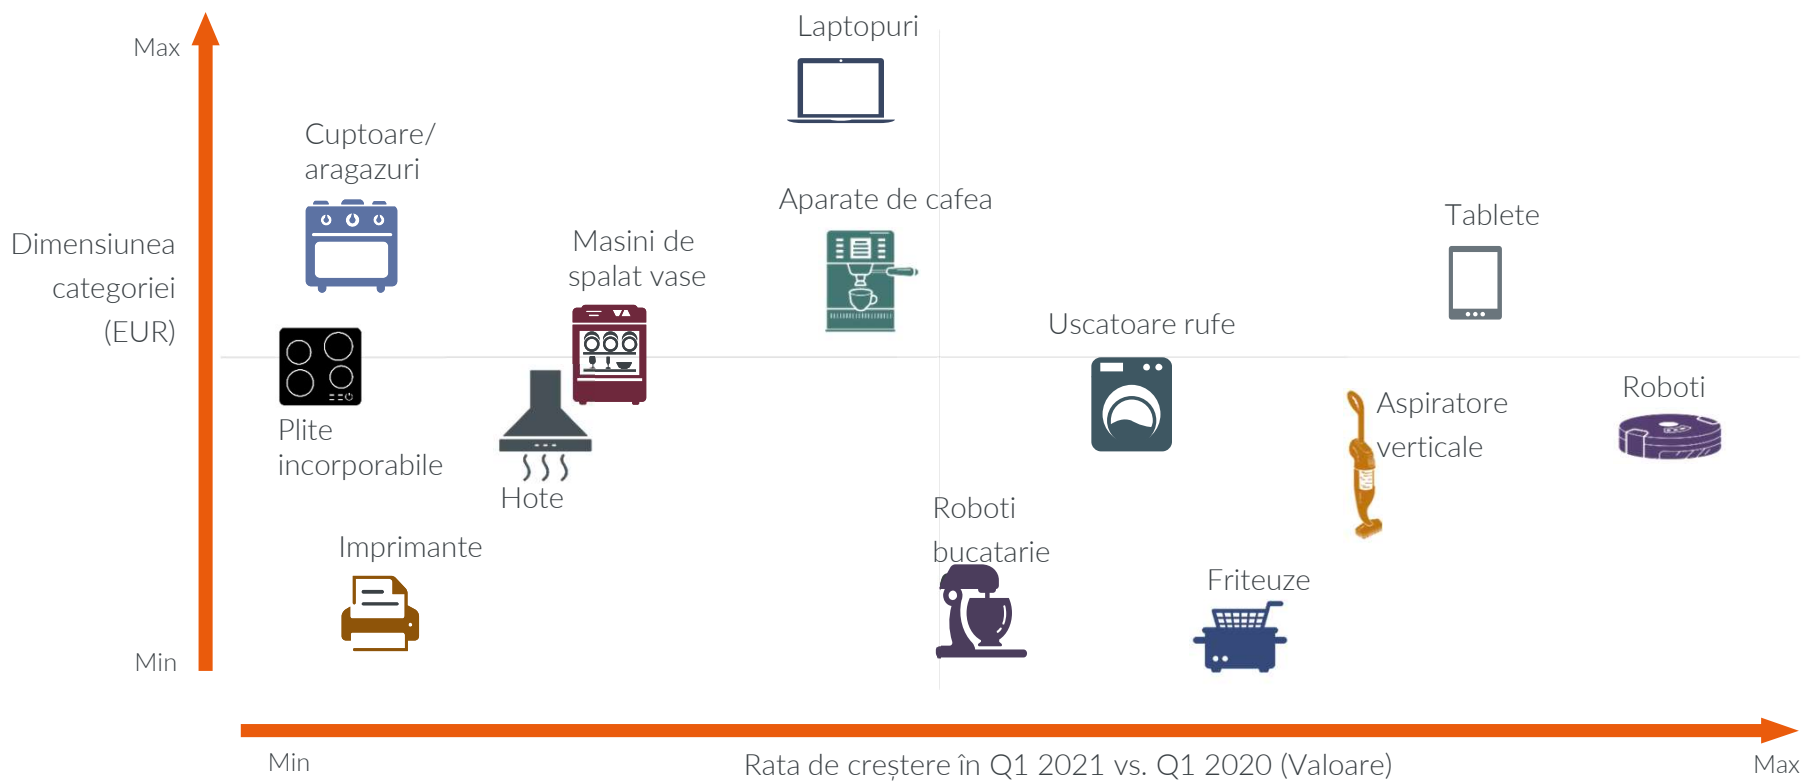 Max
Laptopuri
Cuptoare/
aragazuri
Aparate de cafea
Tablete
Dimensiunea
categoriei
(EUR)
Masini de
spalat vase
Uscatoare rufe
Plite
incorporabile
Hote
Aspiratore
verticale
Roboti
Imprimante
Roboti
bucatarie
Friteuze
Min
Min
Rata de creștere în Q1 2021 vs. Q1 2020 (Valoare)
Max